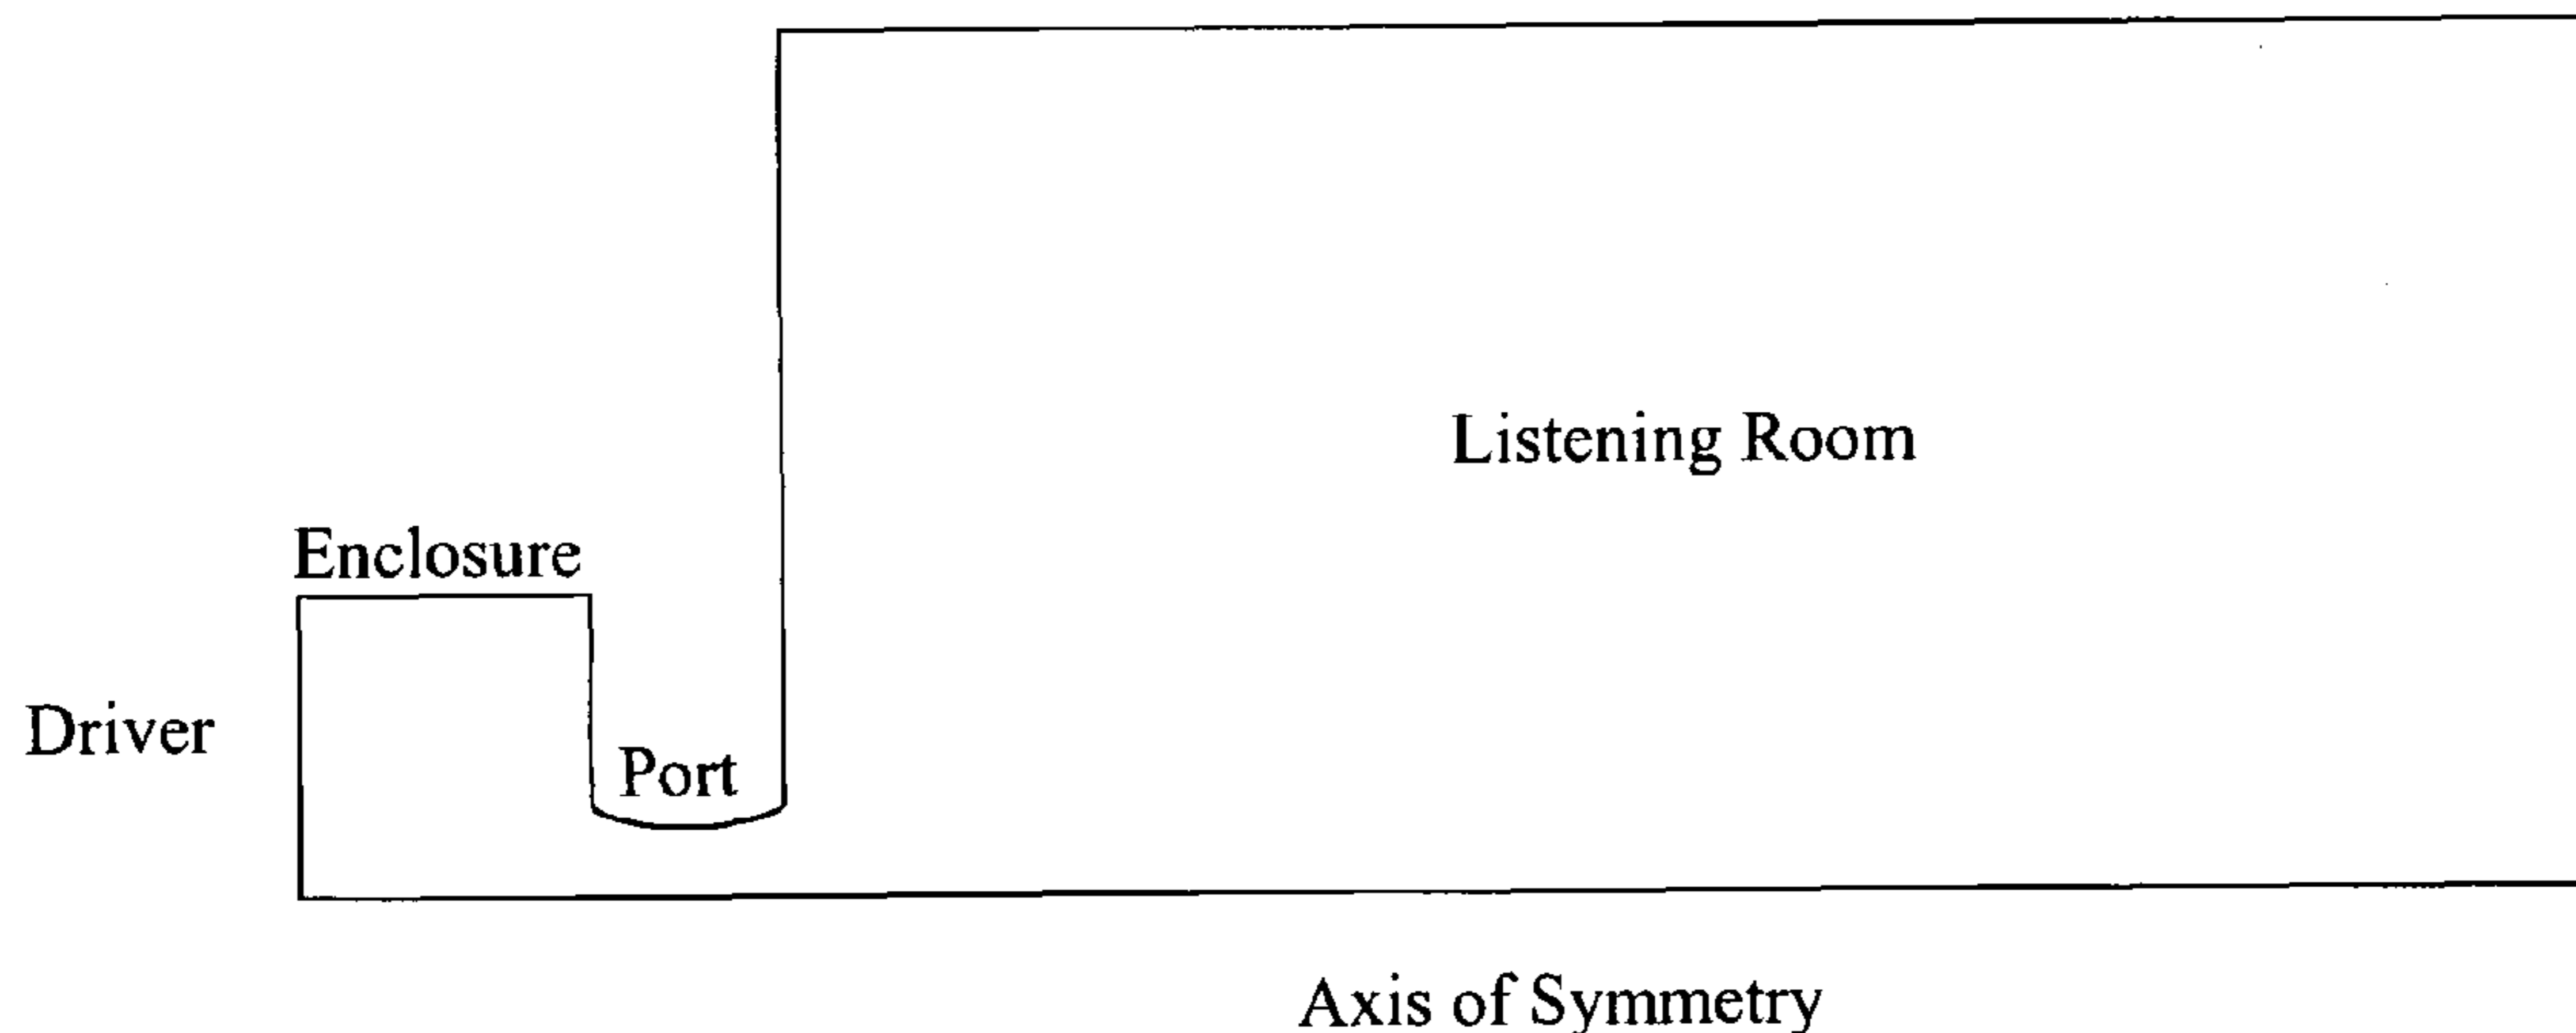 Listening Room
Enclosure
Driver
Port
Axis of Symmetry